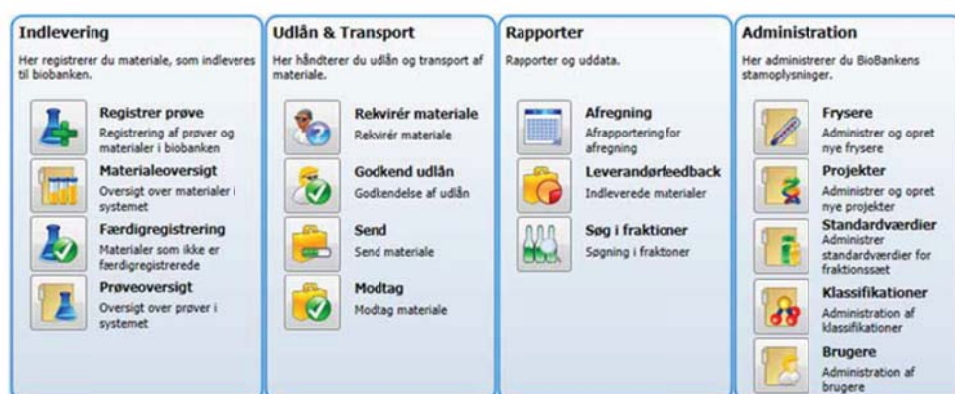 Indlevering
Her registrerer du materiale, som indleveres
til biobanken.
Registrer prøve
Registrering af prøver og
materialer i biobanken
Materialeoversigt
Oversigt over materialer i
systemet
Færdigregistrering
Materialer som ikke er
færdigregistrerede
Prøveoversigt
Oversigt over prøver i
systemet
Udlån & Transport
Her håndterer du udlån og transport af
materiale.
Rekvirér materiale
Rekvirér materiale
Godkend udlån
Godkendelse af udlån
Send
Send materiale
Modtag
Modtag materiale
Rapporter
Rapporter og uddata.
Afregning
Afrapportering for
afregning
Leverandørfeedback
Indleverede materialer
Søg i fraktioner
Søgning i fraktoner
Administration
Her administrerer du BioBankens
stamoplysninger.
Frysere
Administrer og opret
nye frysere
Projekter
Administrer og opret
nye projekter
Standardværdier
Administrer
standardværdier for
fraktionssæt
Klassifikationer
Administration af
klassifikationer
Brugere
Administration af
brugere